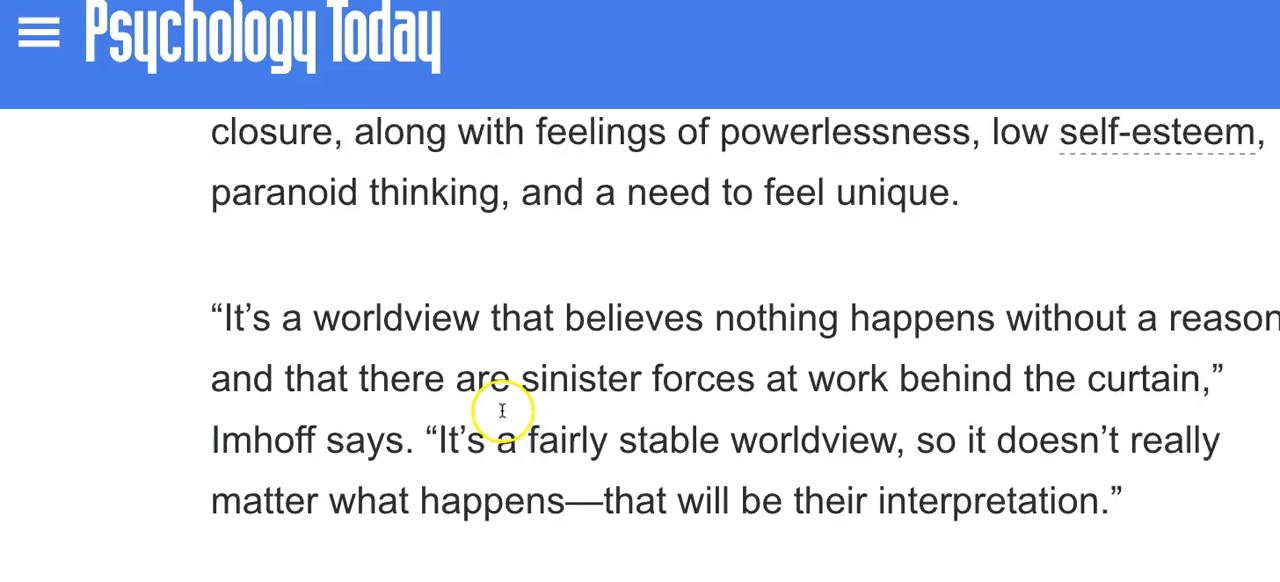 Psychology Today
closure, along with feelings of powerlessness, low self-esteem,
paranoid thinking, and a need to feel unique.
“It’s a worldview that believes nothing happens without a reason
and that there are sinister forces at work behind the curtain,”
Imhoff says. “It’s a fairly stable worldview, so it doesn’t really
matter what happens—that will be their interpretation.”